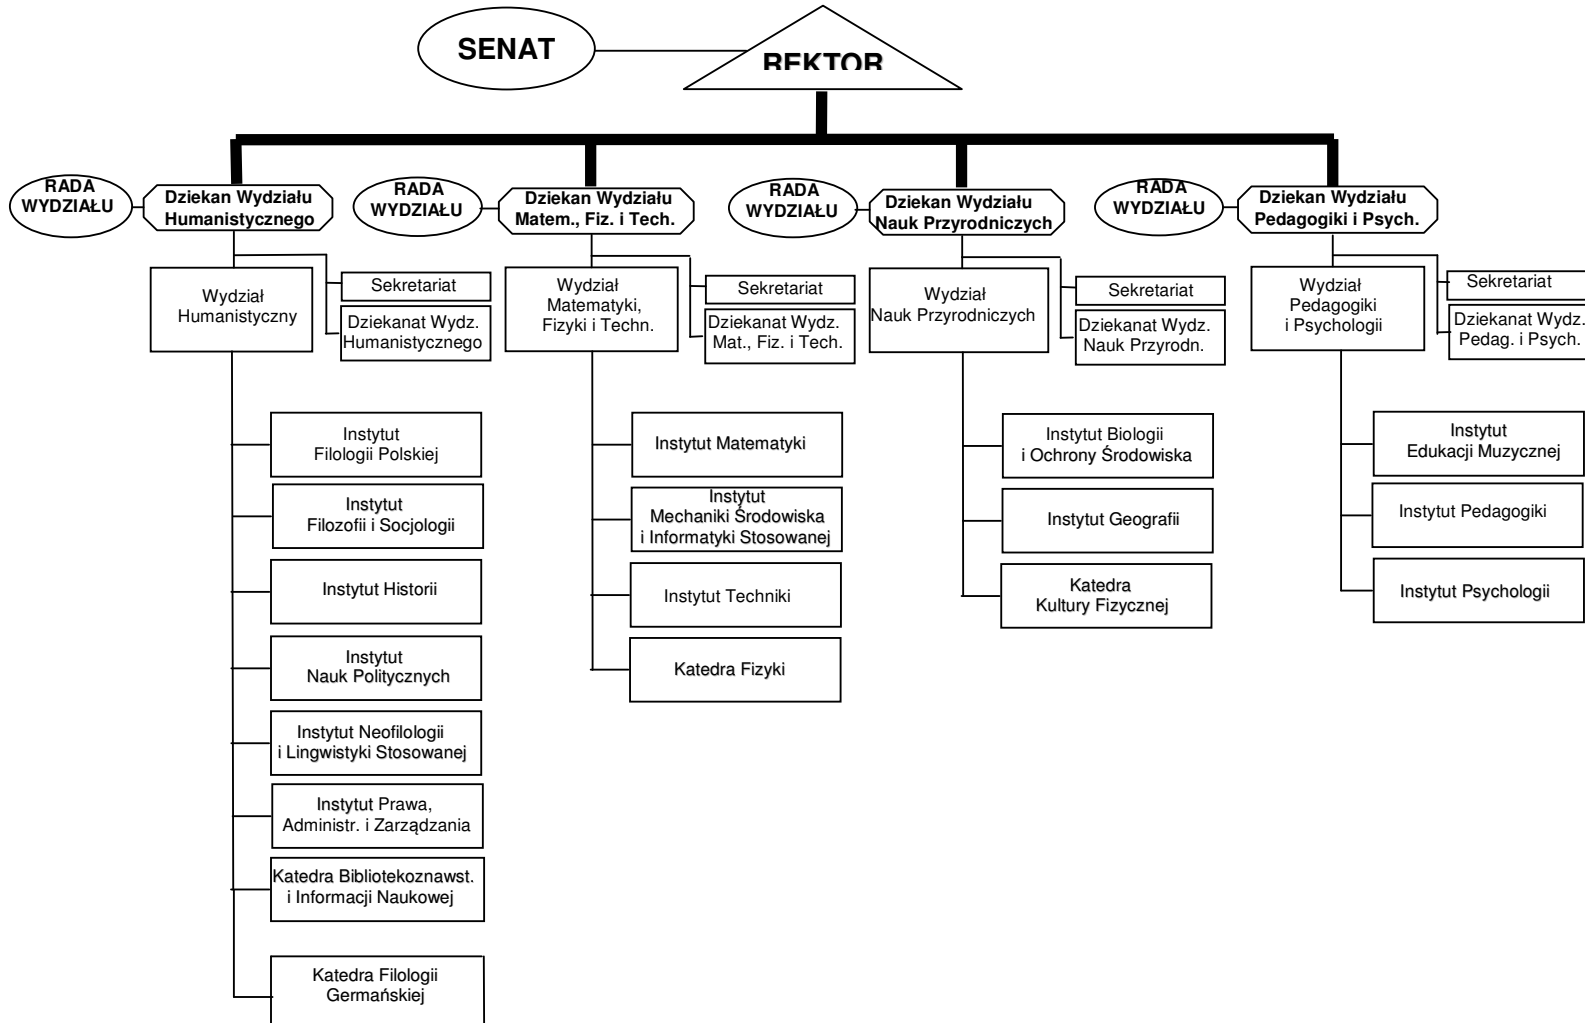 SENAT
REKTOR
RADA
WYDZIAŁU
Dziekan Wydziału
Humanistycznego
RADA
WYDZIAŁU
Dziekan Wydziału
Matem., Fiz. i Tech.
RADA
WYDZIAŁU
Dziekan Wydziału
Nauk Przyrodniczych
RADA
WYDZIAŁU
Dziekan Wydziału
Pedagogiki i Psych.
Wydział
Humanistyczny
Sekretariat
Dziekanat Wydz.
Humanistycznego
Wydział
Matematyki,
Fizyki i Techn.
Sekretariat
Dziekanat Wydz.
Mat., Fiz. i Tech.
Wydział
Nauk Przyrodniczych
Sekretariat
Dziekanat Wydz.
Nauk Przyrodn.
Wydział
Pedagogiki
i Psychologii
Sekretariat
Dziekanat Wydz.
Pedag. i Psych.
Instytut
Filologii Polskiej
Instytut
Filozofii i Socjologii
Instytut Historii
Instytut
Nauk Politycznych
Instytut Neofilologii
i Lingwistyki Stosowanej
Instytut Prawa,
Administr. i Zarządzania
Katedra Bibliotekoznawst.
i Informacji Naukowej
Katedra Filologii
Germańskiej
Instytut Matematyki
Instytut
Mechaniki Środowiska
i Informatyki Stosowanej
Instytut Techniki
Katedra Fizyki
Instytut Biologii
i Ochrony Środowiska
Instytut Geografii
Katedra
Kultury Fizycznej
Instytut
Edukacji Muzycznej
Instytut Pedagogiki
Instytut Psychologii